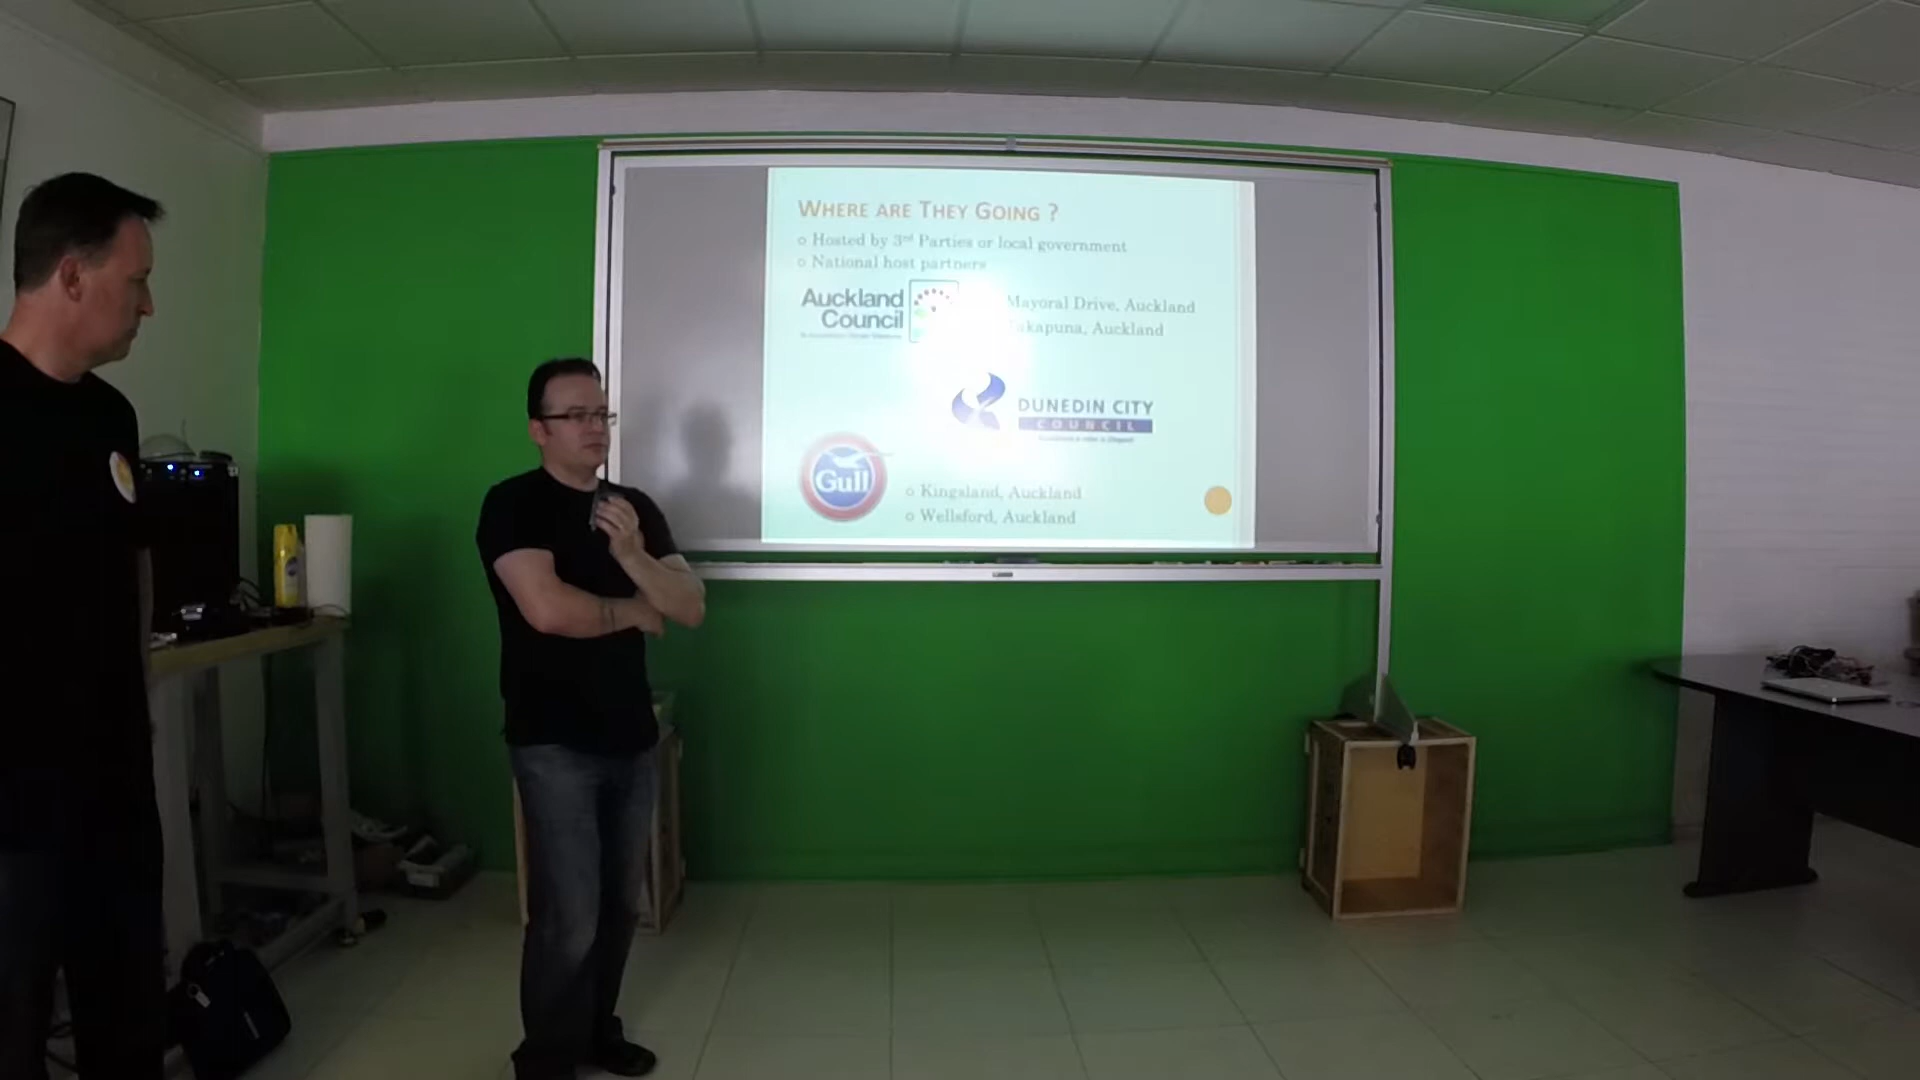 WHERE ARE THEY GOING ?
Hosted by 3rd Parties or local government
National host partners
Auckland
Council
Mayoral Drive, Auckland
Takapuna, Auckland
DUNEDIN CITY
COUNCIL
Gull
Kingsland, Auckland
Wellsford, Auckland